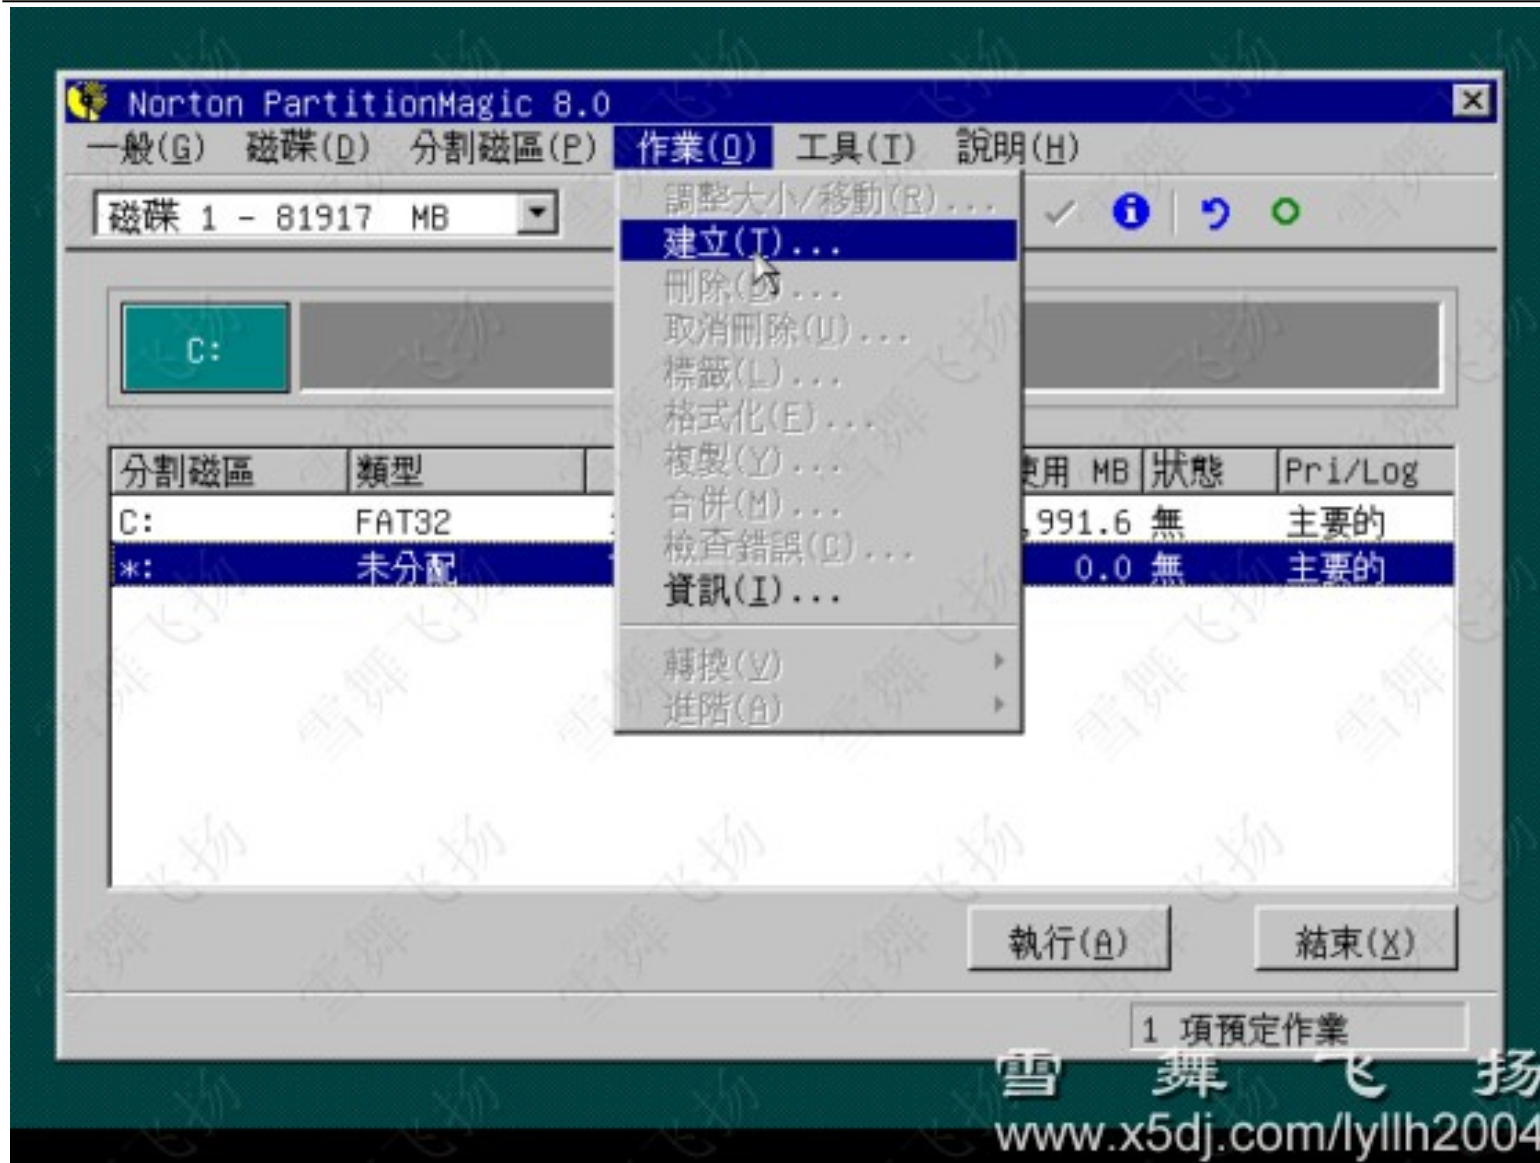 Norton PartitionMagic 8.0
一般(G) 磁碟(D) 分割磁區(P) 作業(O) 工具(T) 說明(H)
磁碟 1 - 81917 MB
調整大小/移動(R)...
建立(T)...
刪除(D)...
取消刪除(U)...
標籤(L)...
格式化(F)...
複製(Y)...
合併(M)...
檢查錯誤(C)...
資訊(I)...
轉換(V)
進階(A)
C:
分割磁區 類型 使用 MB 狀態 Pri/Log
C: FAT32 ,991.6 無 主要的
*: 未分配 0.0 無 主要的
執行(A) 結束(X)
1 項預定作業
雪舞飞扬
www.x5dj.com/lyllh2004